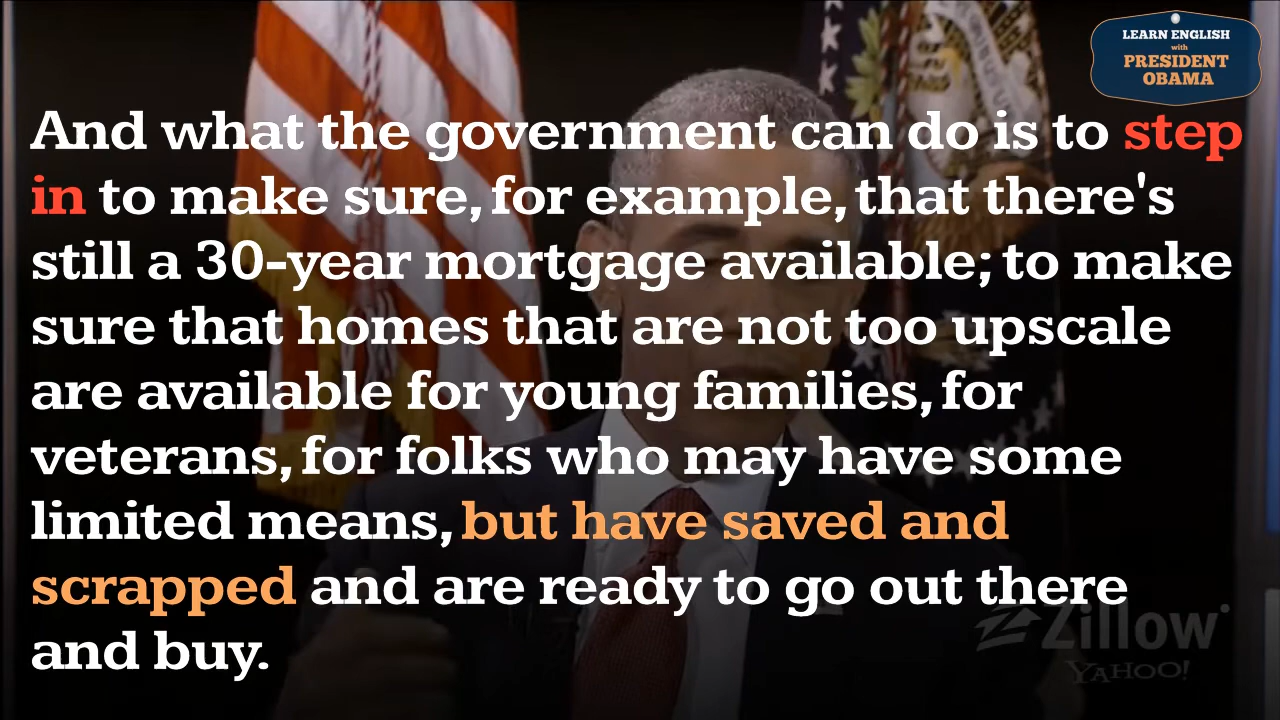 LEARN ENGLISH
with
PRESIDENT
OBAMA
And what the government can do is to step
in to make sure, for example, that there's
still a 30-year mortgage available; to make
sure that homes that are not too upscale
are available for young families, for
veterans, for folks who may have some
limited means, but have saved and
scrapped and are ready to go out there
and buy.
Zillow
YAHOO!